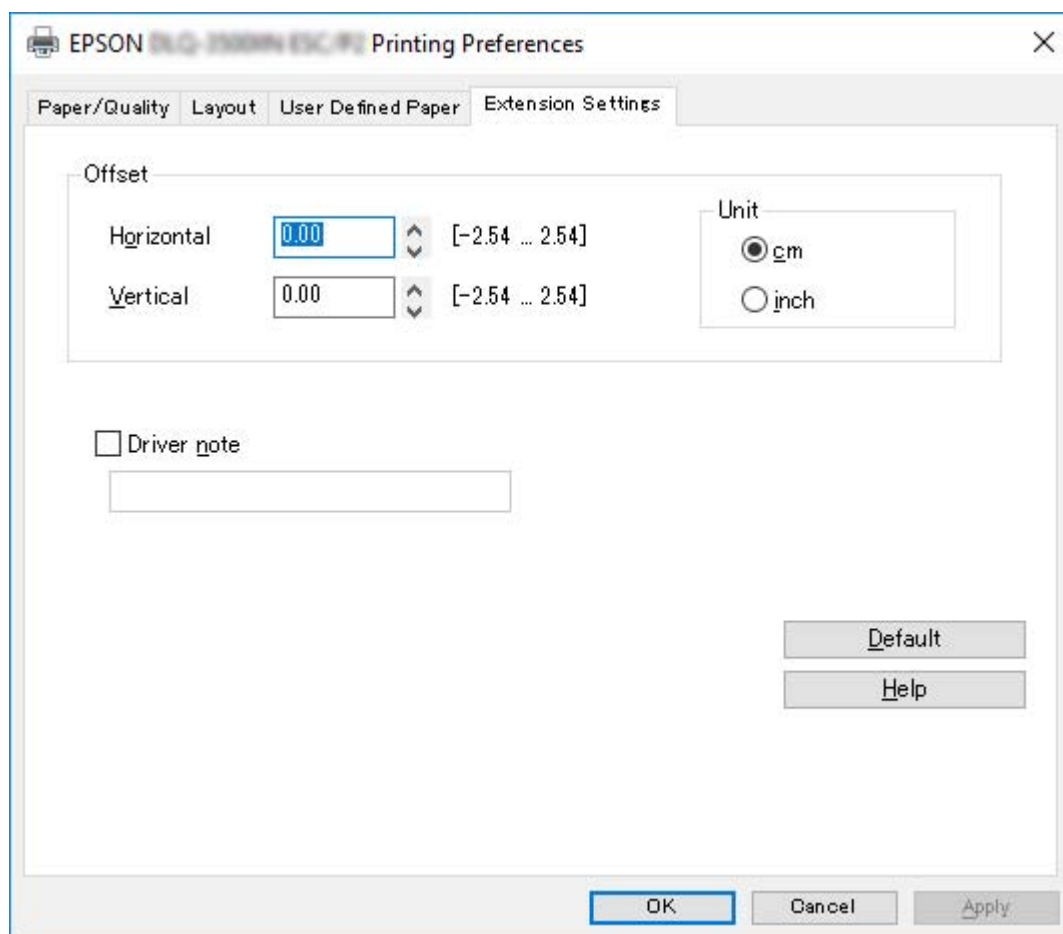 EPSON Printing Preferences
Paper/Quality Layout User Defined Paper Extension Settings
Offset
Horizontal 0.00 [-2.54 ... 2.54]
Vertical 0.00 [-2.54 ... 2.54]
Unit
cm
inch
Driver note
Default
Help
OK Cancel Apply